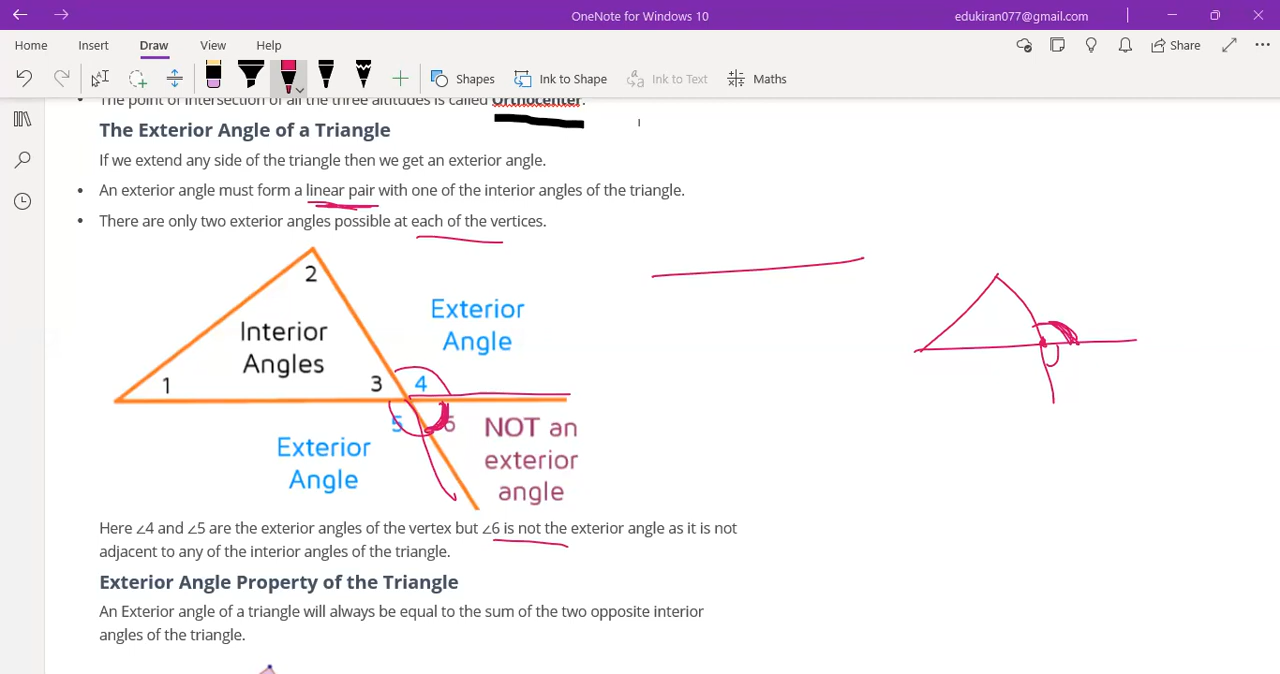 OneNote for Windows 10
edukiran077@gmail.com
Home Insert Draw View Help
Share
Shapes Ink to Shape Ink to Text Maths
• The point of intersection of all the three altitudes is called Orthocenter.
The Exterior Angle of a Triangle
If we extend any side of the triangle then we get an exterior angle.
• An exterior angle must form a linear pair with one of the interior angles of the triangle.
• There are only two exterior angles possible at each of the vertices.
2
Exterior
Angle
Interior
Angles
1
3
4
5
6
Exterior
Angle
NOT an
exterior
angle
Here ∠4 and ∠5 are the exterior angles of the vertex but ∠6 is not the exterior angle as it is not
adjacent to any of the interior angles of the triangle.
Exterior Angle Property of the Triangle
An Exterior angle of a triangle will always be equal to the sum of the two opposite interior
angles of the triangle.